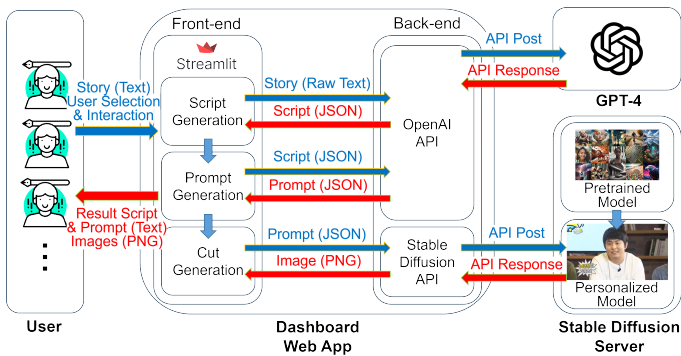 Front-end
Back-end
Streamlit
Story (Text)
User Selection
& Interaction
Script
Generation
Story (Raw Text)
Script (JSON)
OpenAI
API
API Post
API Response
GPT-4
Prompt
Generation
Script (JSON)
Prompt (JSON)
Result Script
& Prompt (Text)
Images (PNG)
Cut
Generation
Prompt (JSON)
Image (PNG)
Stable
Diffusion
API
API Post
API Response
Pretrained
Model
Personalized
Model
User
Dashboard
Web App
Stable Diffusion
Server